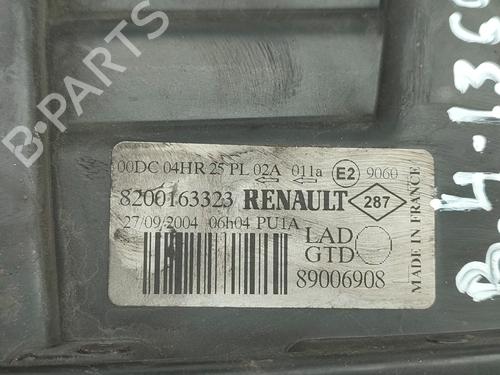 00DC 04HR 25 PL 02A 011a E2 9060
8200163323 RENAULT 287
27/09/2004 06h04 PU1A
LAD
GTD
89006908
MADE IN FRANCE
B-PARTS